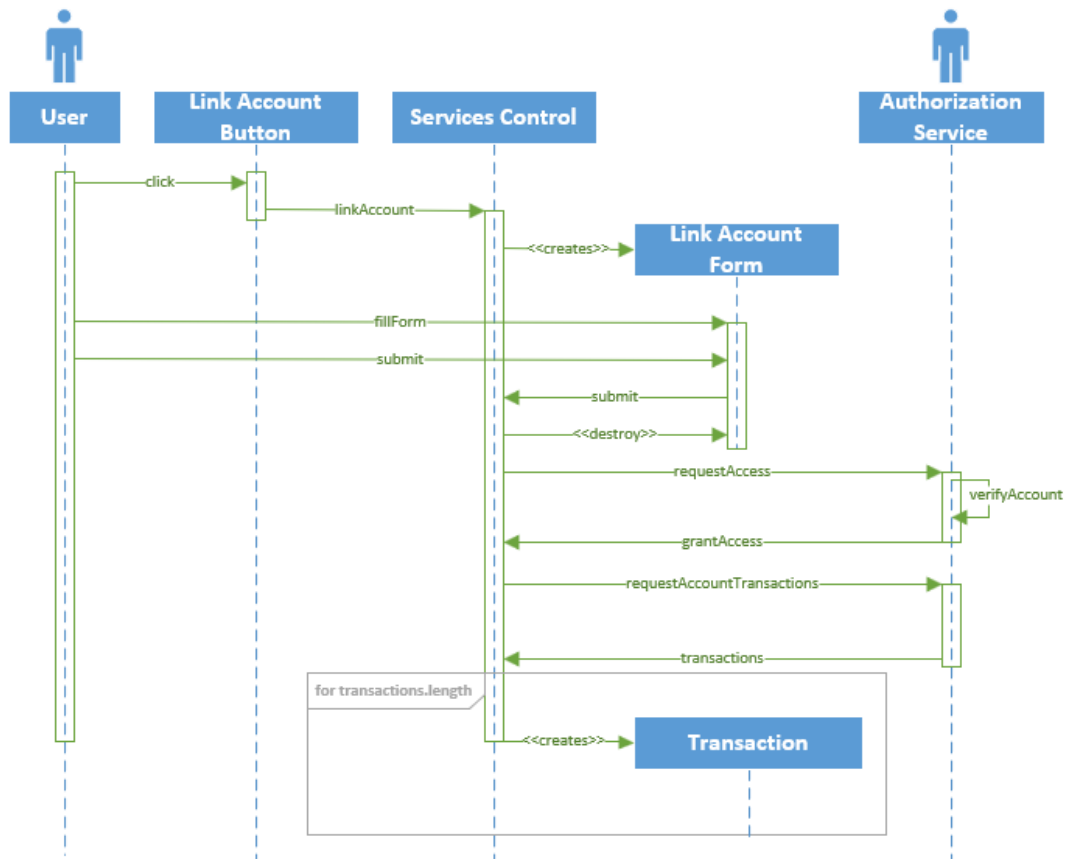 User
Link Account
Button
Services Control
Authorization
Service
click
linkAccount
<<creates>>
Link Account
Form
fillForm
submit
submit
<<destroy>>
requestAccess
verifyAccount
grantAccess
requestAccountTransactions
transactions
for transactions.length
<<creates>>
Transaction